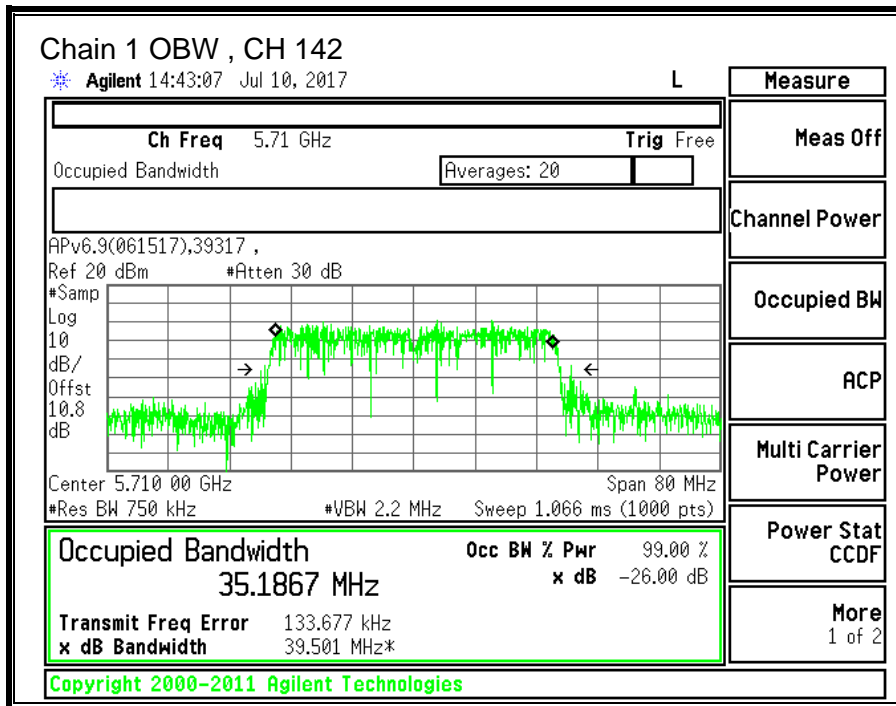 Chain 1 OBW , CH 142
Agilent 14:43:07 Jul 10, 2017 L
Measure
Ch Freq 5.71 GHz Trig Free
Occupied Bandwidth Averages: 20
APv6.9(061517),39317 ,
Ref 20 dBm #Atten 30 dB
#Samp
Log
10
dB/
Offst
10.8
dB
Center 5.710 00 GHz Span 80 MHz
#Res BW 750 kHz #VBW 2.2 MHz Sweep 1.066 ms (1000 pts)
Occupied Bandwidth Occ BW % Pwr 99.00 %
35.1867 MHz x dB -26.00 dB
Transmit Freq Error 133.677 kHz
x dB Bandwidth 39.501 MHz*
Copyright 2000-2011 Agilent Technologies
Meas Off
Channel Power
Occupied BW
ACP
Multi Carrier
Power
Power Stat
CCDF
More
1 of 2